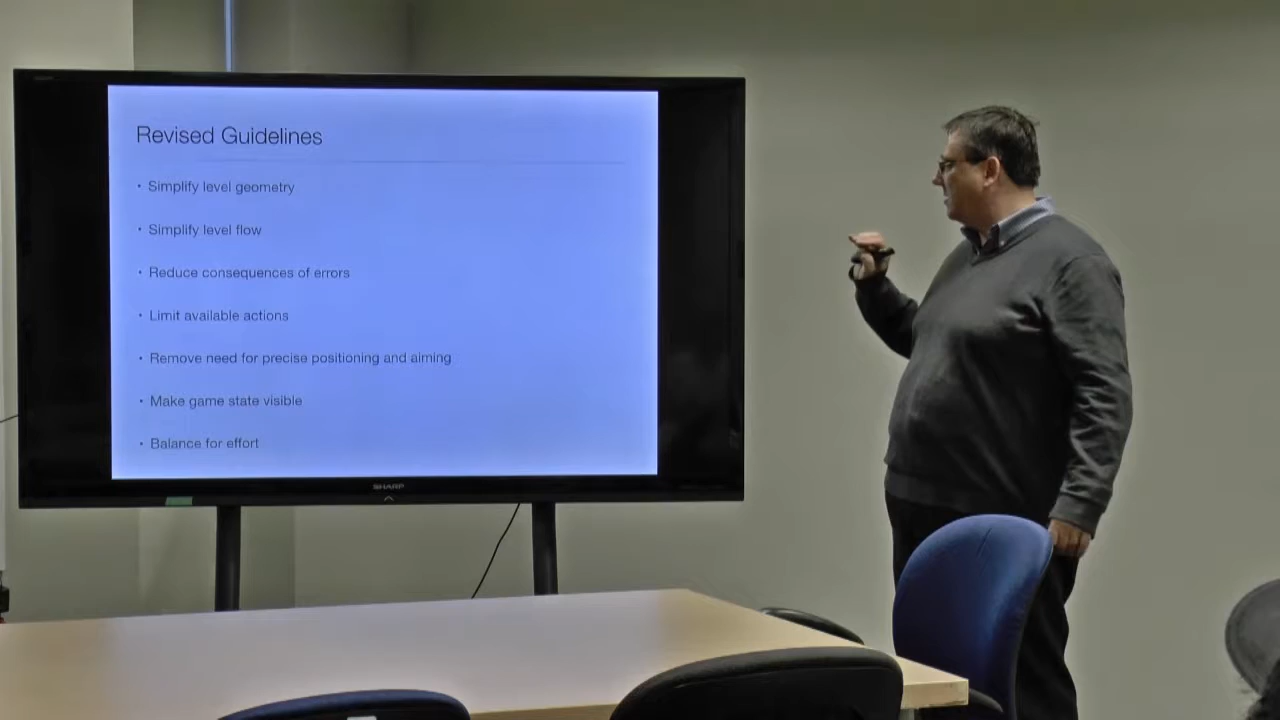 Revised Guidelines
• Simplify level geometry
• Simplify level flow
• Reduce consequences of errors
• Limit available actions
• Remove need for precise positioning and aiming
• Make game state visible
• Balance for effort
SHARP